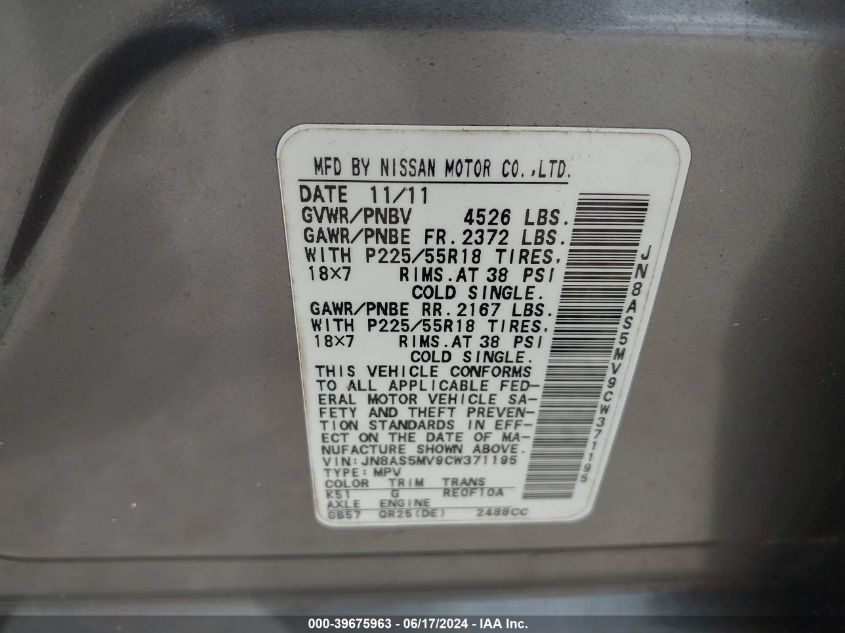 MFD BY NISSAN MOTOR CO.,LTD.
DATE 11/11
GVWR/PNBV 4526 LBS.
GAWR/PNBE FR.2372 LBS.
WITH P225/55R18 TIRES,
18×7 RIMS.AT 38 PSI
COLD SINGLE.
GAWR/PNBE RR.2167 LBS.
WITH P225/55R18 TIRES,
18×7 RIMS.AT 38 PSI
COLD SINGLE.
THIS VEHICLE CONFORMS
TO ALL APPLICABLE FED-
ERAL MOTOR VEHICLE SA-
FETY AND THEFT PREVEN-
TION STANDARDS IN EFF-
ECT ON THE DATE OF MA-
NUFACTURE SHOWN ABOVE.
VIN:JN8AS5MV9CW371195
TYPE:MPV
COLOR TRIM TRANS
K51 G RE0F10A
AXLE ENGINE
GB57 QR25(DE) 2488CC
JN8AS5MV9CW371195
000-39675963 - 06/17/2024 - IAA Inc.